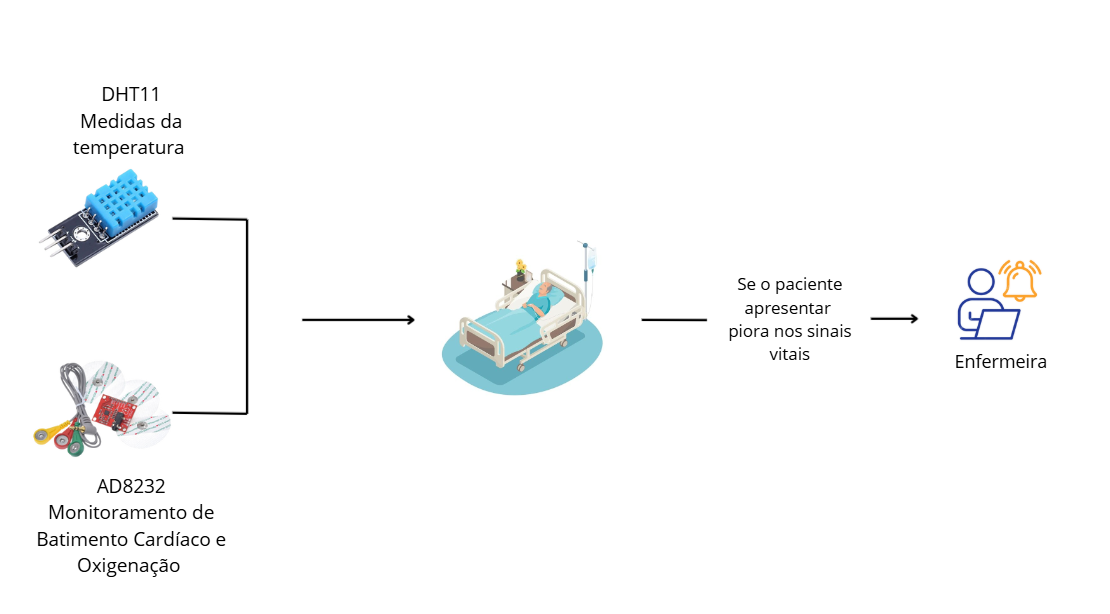 DHT11
Medidas da
temperatura
AD8232
Monitoramento de
Batimento Cardíaco e
Oxigenação
Se o paciente
apresentar
piora nos sinais
vitais
Enfermeira